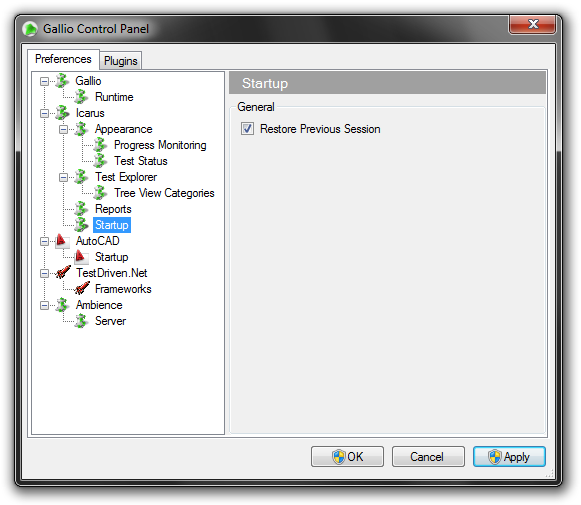 Gallio Control Panel
Preferences
Plugins
Gallio
Runtime
Icarus
Appearance
Progress Monitoring
Test Status
Test Explorer
Tree View Categories
Reports
Startup
AutoCAD
Startup
TestDriven.Net
Frameworks
Ambience
Server
Startup
General
Restore Previous Session
OK
Cancel
Apply